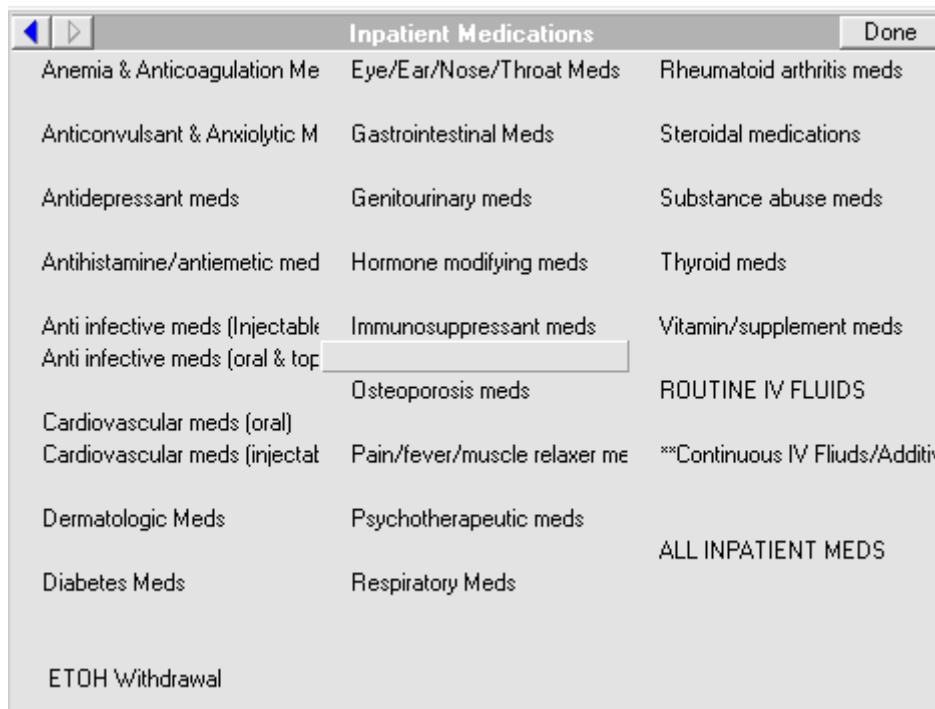 Inpatient Medications
Done
Anemia & Anticoagulation Me
Anticonvulsant & Anxiolytic M
Antidepressant meds
Antihistamine/antiemetic med
Anti infective meds (Injectable
Anti infective meds (oral & top
Cardiovascular meds (oral)
Cardiovascular meds (injectab
Dermatologic Meds
Diabetes Meds
ETOH Withdrawal
Eye/Ear/Nose/Throat Meds
Gastrointestinal Meds
Genitourinary meds
Hormone modifying meds
Immunosuppressant meds
Osteoporosis meds
Pain/fever/muscle relaxer me
Psychotherapeutic meds
Respiratory Meds
Rheumatoid arthritis meds
Steroidal medications
Substance abuse meds
Thyroid meds
Vitamin/supplement meds
ROUTINE IV FLUIDS
**Continuous IV Fliuds/Additiv
ALL INPATIENT MEDS